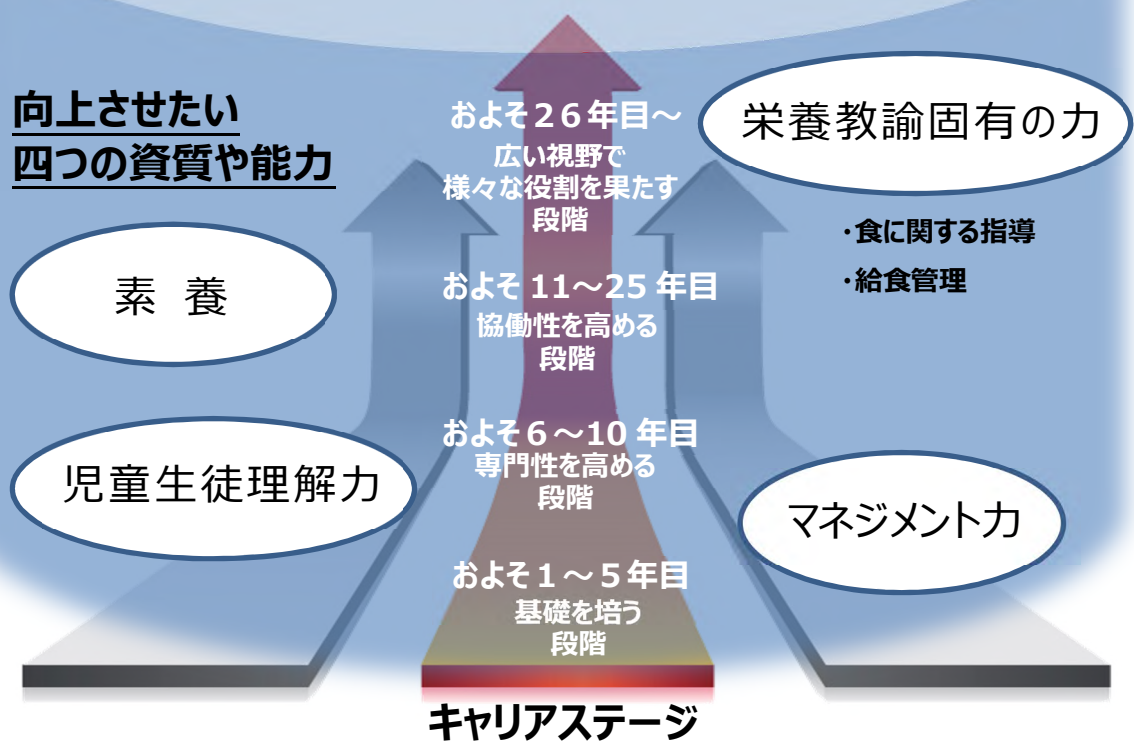 向上させたい
四つの資質や能力
素 養
児童生徒理解力
およそ26年目～
広い視野で
様々な役割を果たす
段階
およそ 11～25 年目
協働性を高める
段階
およそ6～10 年目
専門性を高める
段階
およそ1～5年目
基礎を培う
段階
栄養教諭固有の力
・食に関する指導
・給食管理
マネジメント力
キャリアステージ